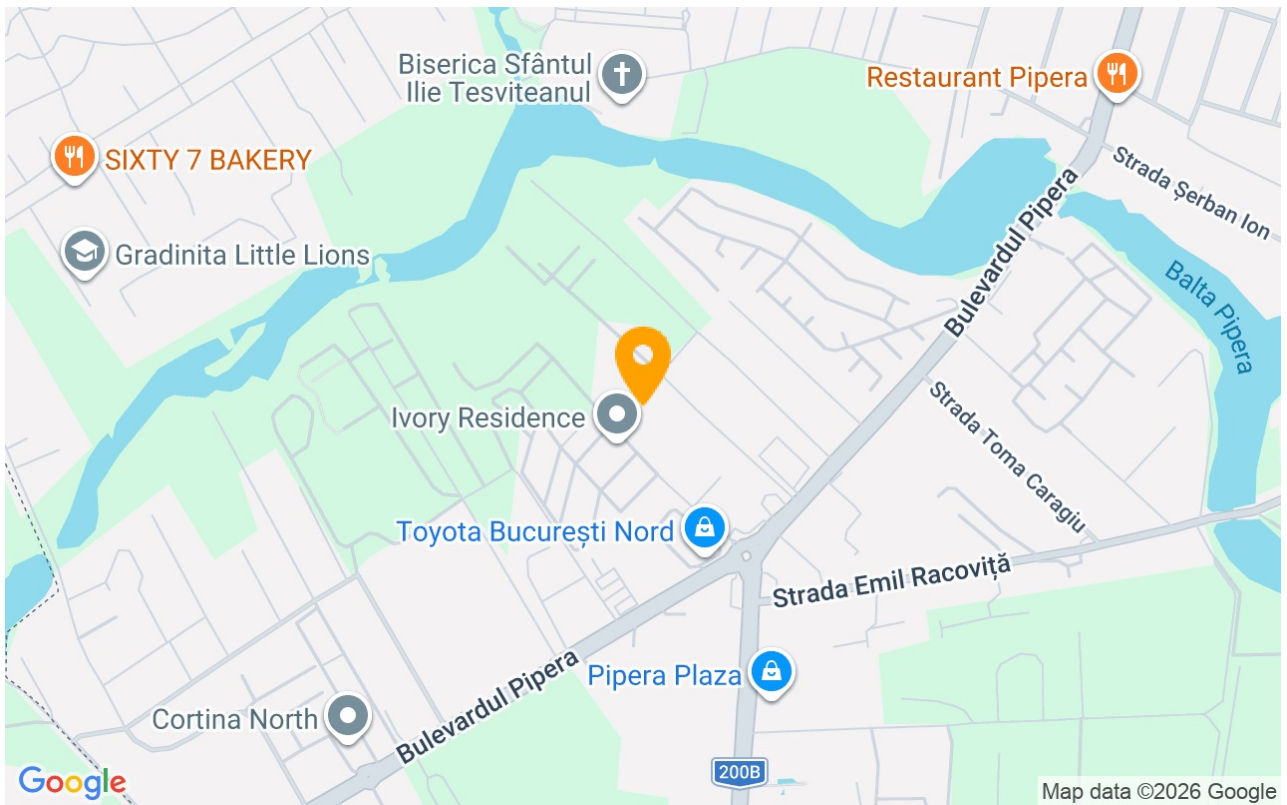 Biserica Sfântul
Ilie Tesviteanul
Restaurant Pipera
SIXTY 7 BAKERY
Strada Șerban Ion
Gradinita Little Lions
Bulevardul Pipera
Balta Pipera
Ivory Residence
Strada Toma Caragiu
Toyota București Nord
Strada Emil Racoviță
Pipera Plaza
Bulevardul Pipera
Cortina North
200B
Google
Map data ©2026 Google